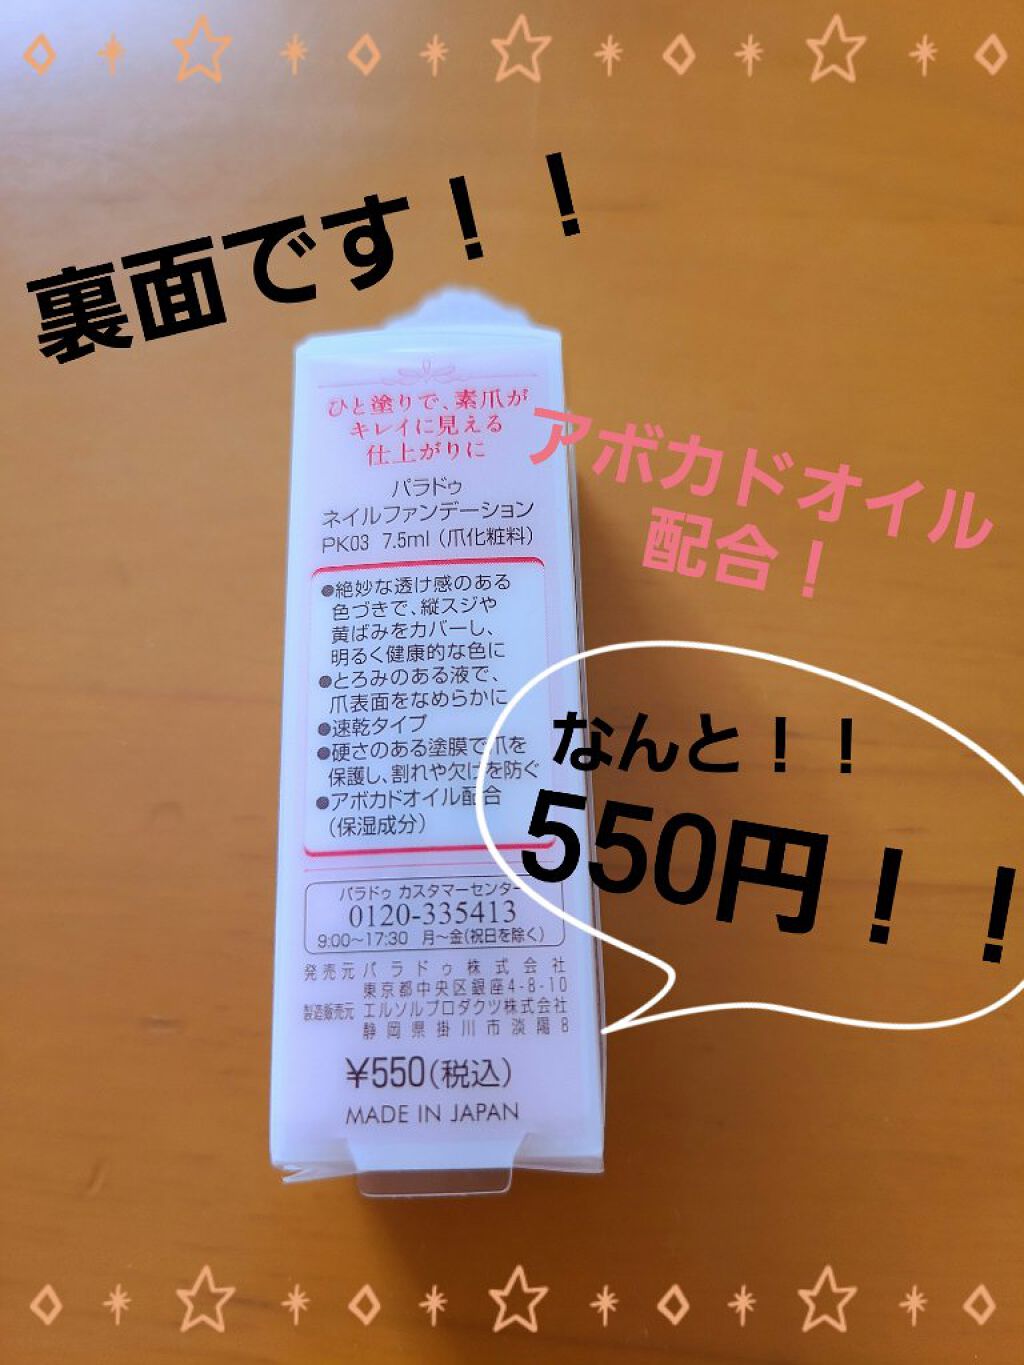 裏面です！！
ひと塗りで、素爪が
キレイに見える
仕上がりに
パラドゥ
ネイルファンデーション
PK03 7.5ml（爪化粧料）
アボカドオイル
配合！
●絶妙な透け感のある
色づきで、縦スジや
黄ばみをカバーし、
明るく健康的な色に
●とろみのある液で、
爪表面をなめらかに
●速乾タイプ
●硬さのある塗膜で爪を
保護し、割れや欠けを防ぐ
●アボカドオイル配合
（保湿成分）
なんと！！
550円！！
パラドゥ カスタマーセンター
0120-335413
9:00～17:30 月～金(祝日を除く)
発売元 パラドゥ株式会社
東京都中央区銀座4-8-10
製造販売元 エルソルプロダクツ株式会社
静岡県掛川市淡陽8
￥550(税込)
MADE IN JAPAN